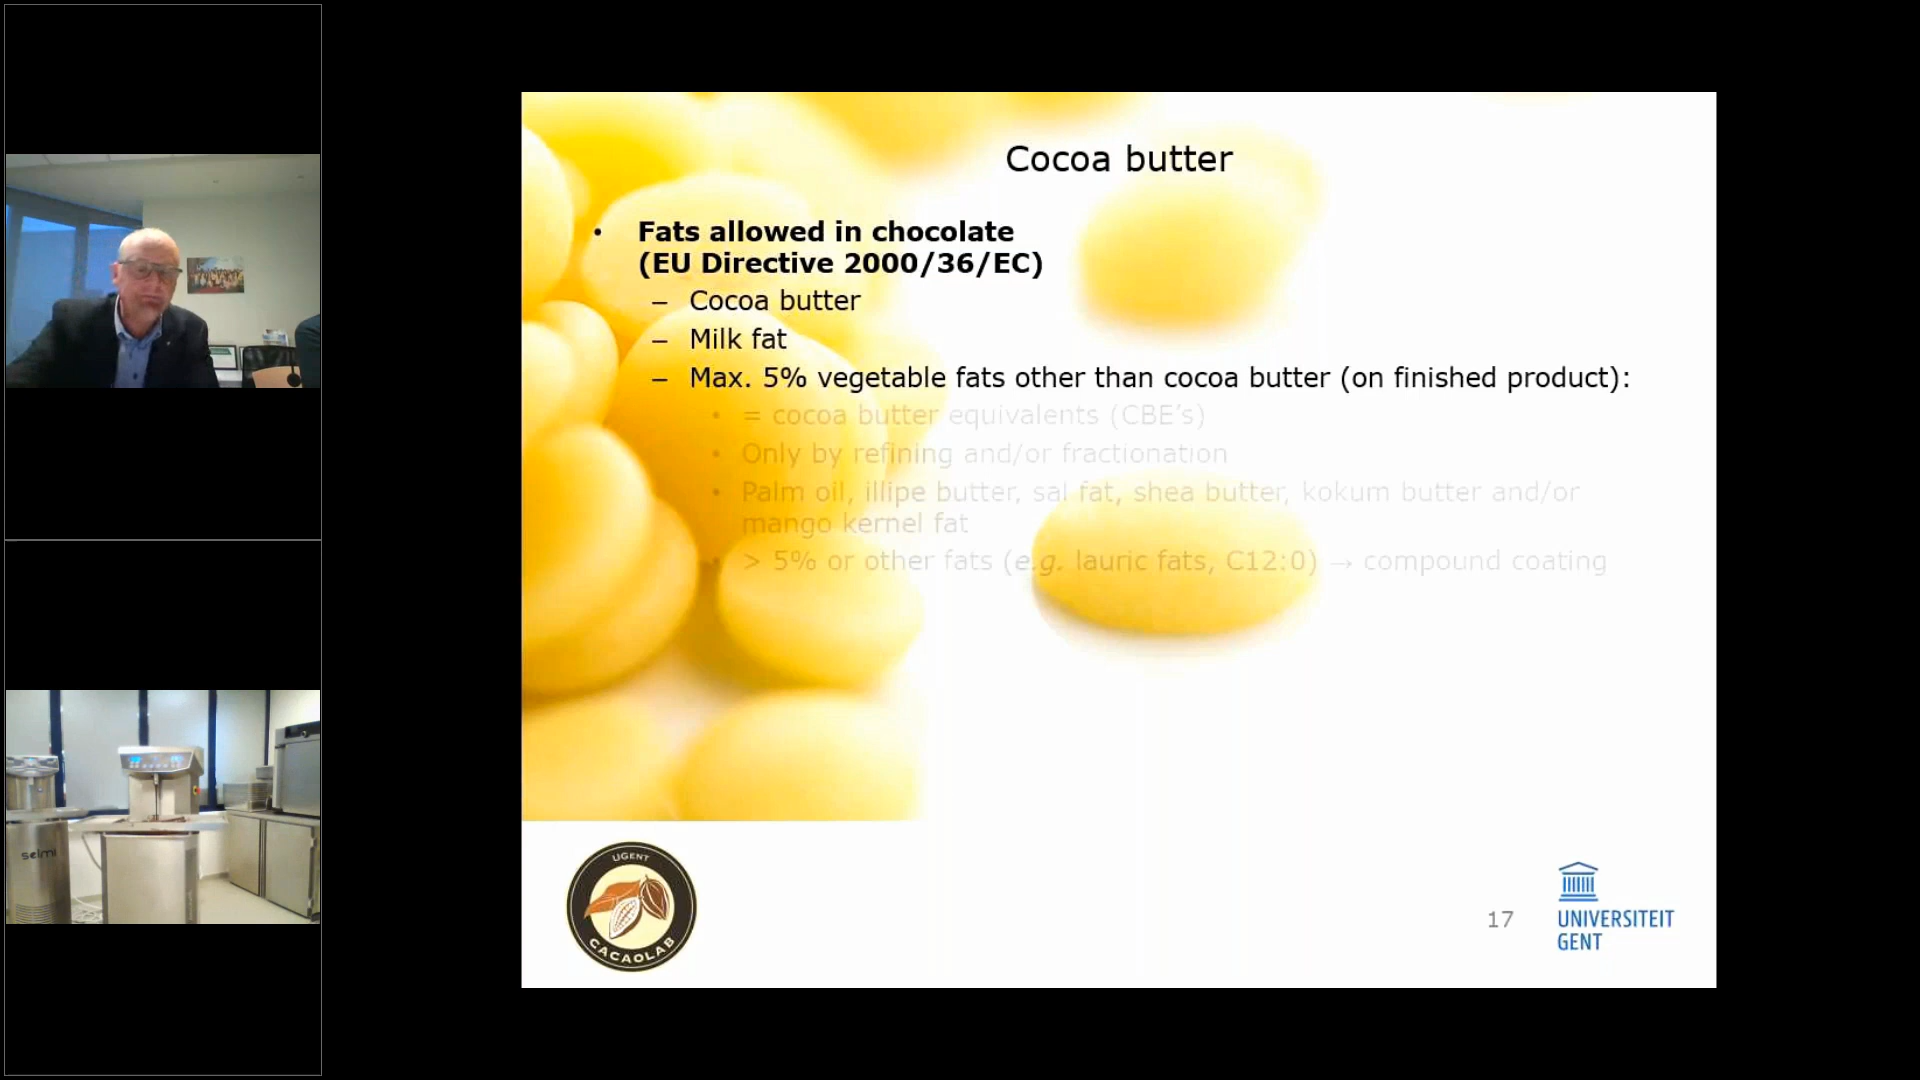 Cocoa butter
• Fats allowed in chocolate
(EU Directive 2000/36/EC)
– Cocoa butter
– Milk fat
– Max. 5% vegetable fats other than cocoa butter (on finished product):
• = cocoa butter equivalents (CBE’s)
• Only by refining and/or fractionation
• Palm oil, illipe butter, sal fat, shea butter, kokum butter and/or
mango kernel fat
• > 5% or other fats (e.g. lauric fats, C12:0) → compound coating
selmi
UGENT
CACAOLAB
17
UNIVERSITEIT
GENT